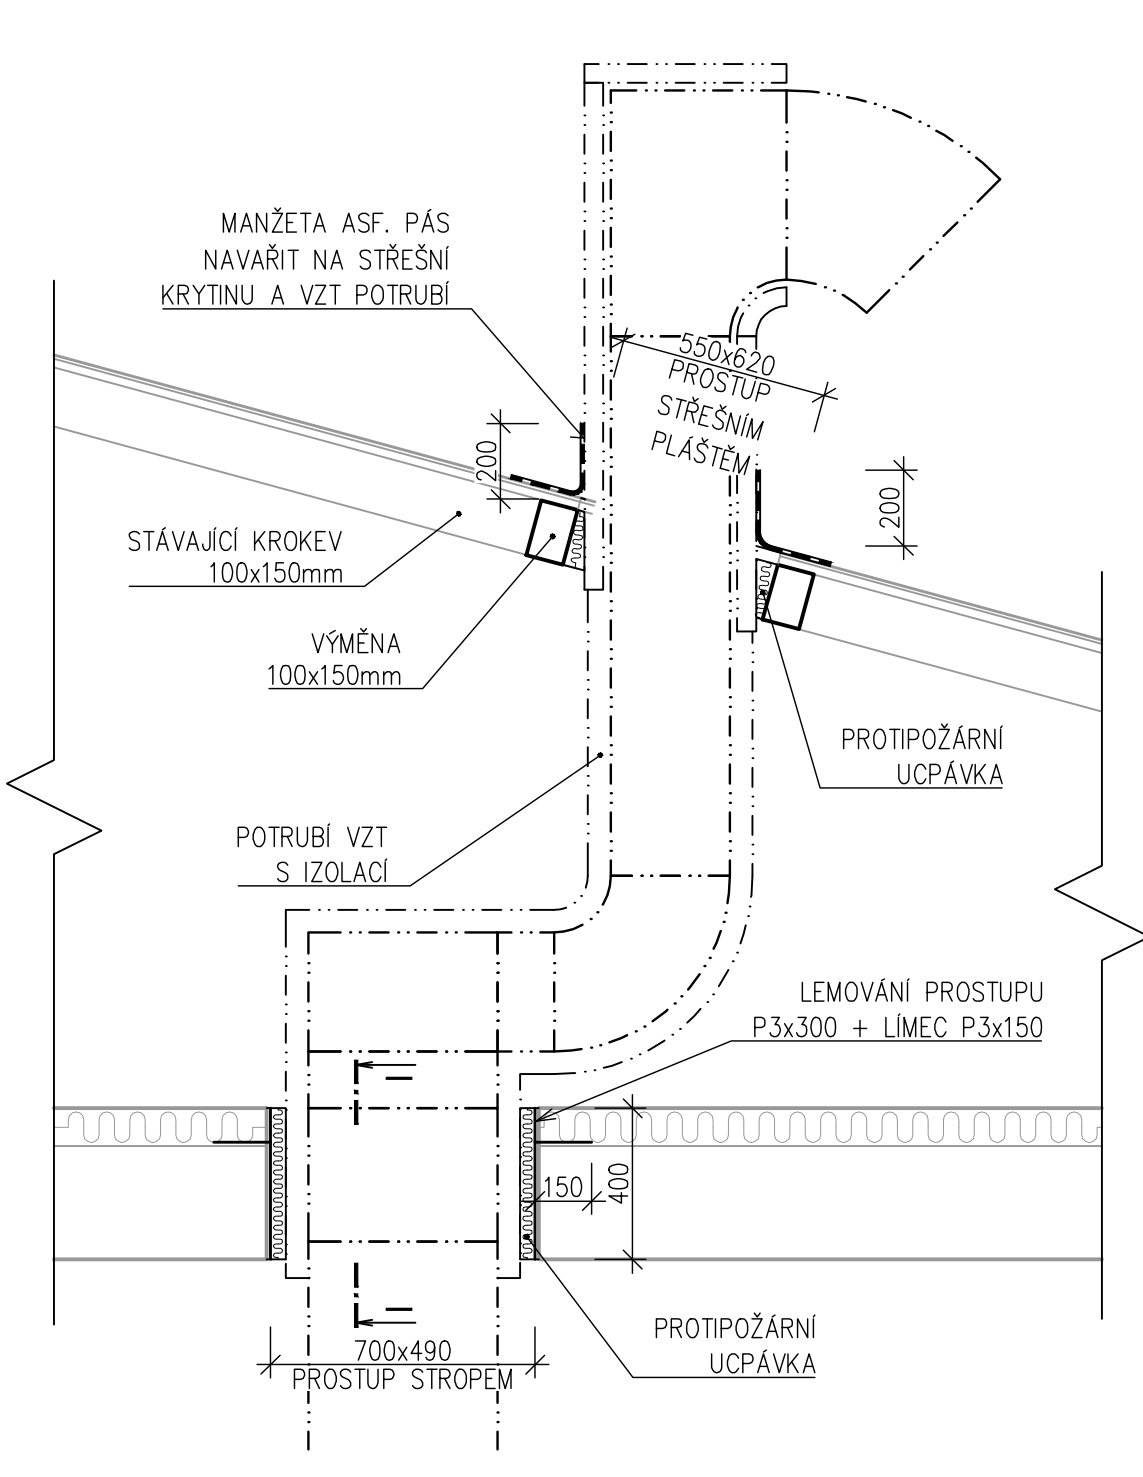 MANŽETA ASF. PÁS
NAVAŘIT NA STŘEŠNÍ
KRYTINU A VZT POTRUBÍ
550x620
PROSTUP
STŘEŠNÍM
PLÁŠTĚM
200
200
STÁVAJÍCÍ KROKEV
100x150mm
VÝMĚNA
100x150mm
PROTIPOŽÁRNÍ
UCPÁVKA
POTRUBÍ VZT
S IZOLACÍ
LEMOVÁNÍ PROSTUPU
P3x300 + LÍMEC P3x150
I
150
400
I
PROTIPOŽÁRNÍ
UCPÁVKA
700x490
PROSTUP STROPEM